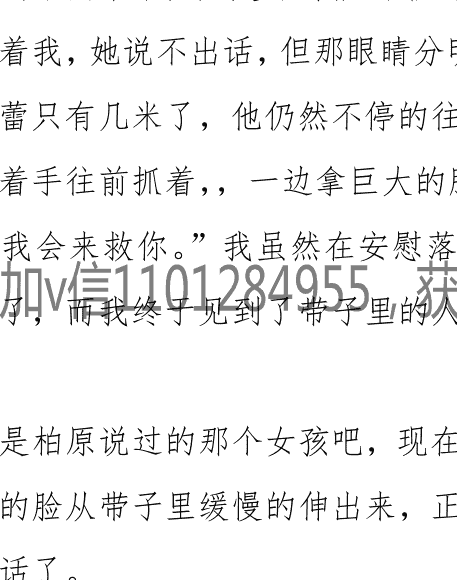 着我，她说不出话，但那眼睛分明
蕾只有几米了，他仍然不停的往
着手往前抓着，，一边拿巨大的
我会来救你。”我虽然在安慰落
加v信1101284955，获
了，而我终于见到了带子里的人
是柏原说过的那个女孩吧，现在
的脸从带子里缓慢的伸出来，正
话了。